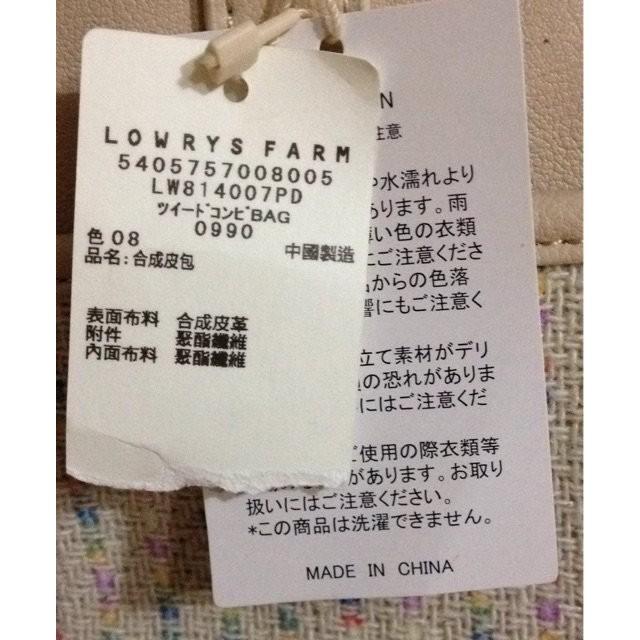 LOWRYS FARM
5405757008005
LW814007PD
ツイードコンビBAG
0990
色 08
中國製造
品名: 合成皮包
表面布料 合成皮革
附件 聚酯纖維
內面布料 聚酯纖維
N
注意
水濡れより
あります。雨
い色の衣類
にご注意くださ
からの色落
響にもご注意く
立て素材がデリ
の恐れがありま
にはご注意くだ
ご使用の際衣類等
があります。お取り
扱いにはご注意ください。
*この商品は洗濯できません。
MADE IN CHINA